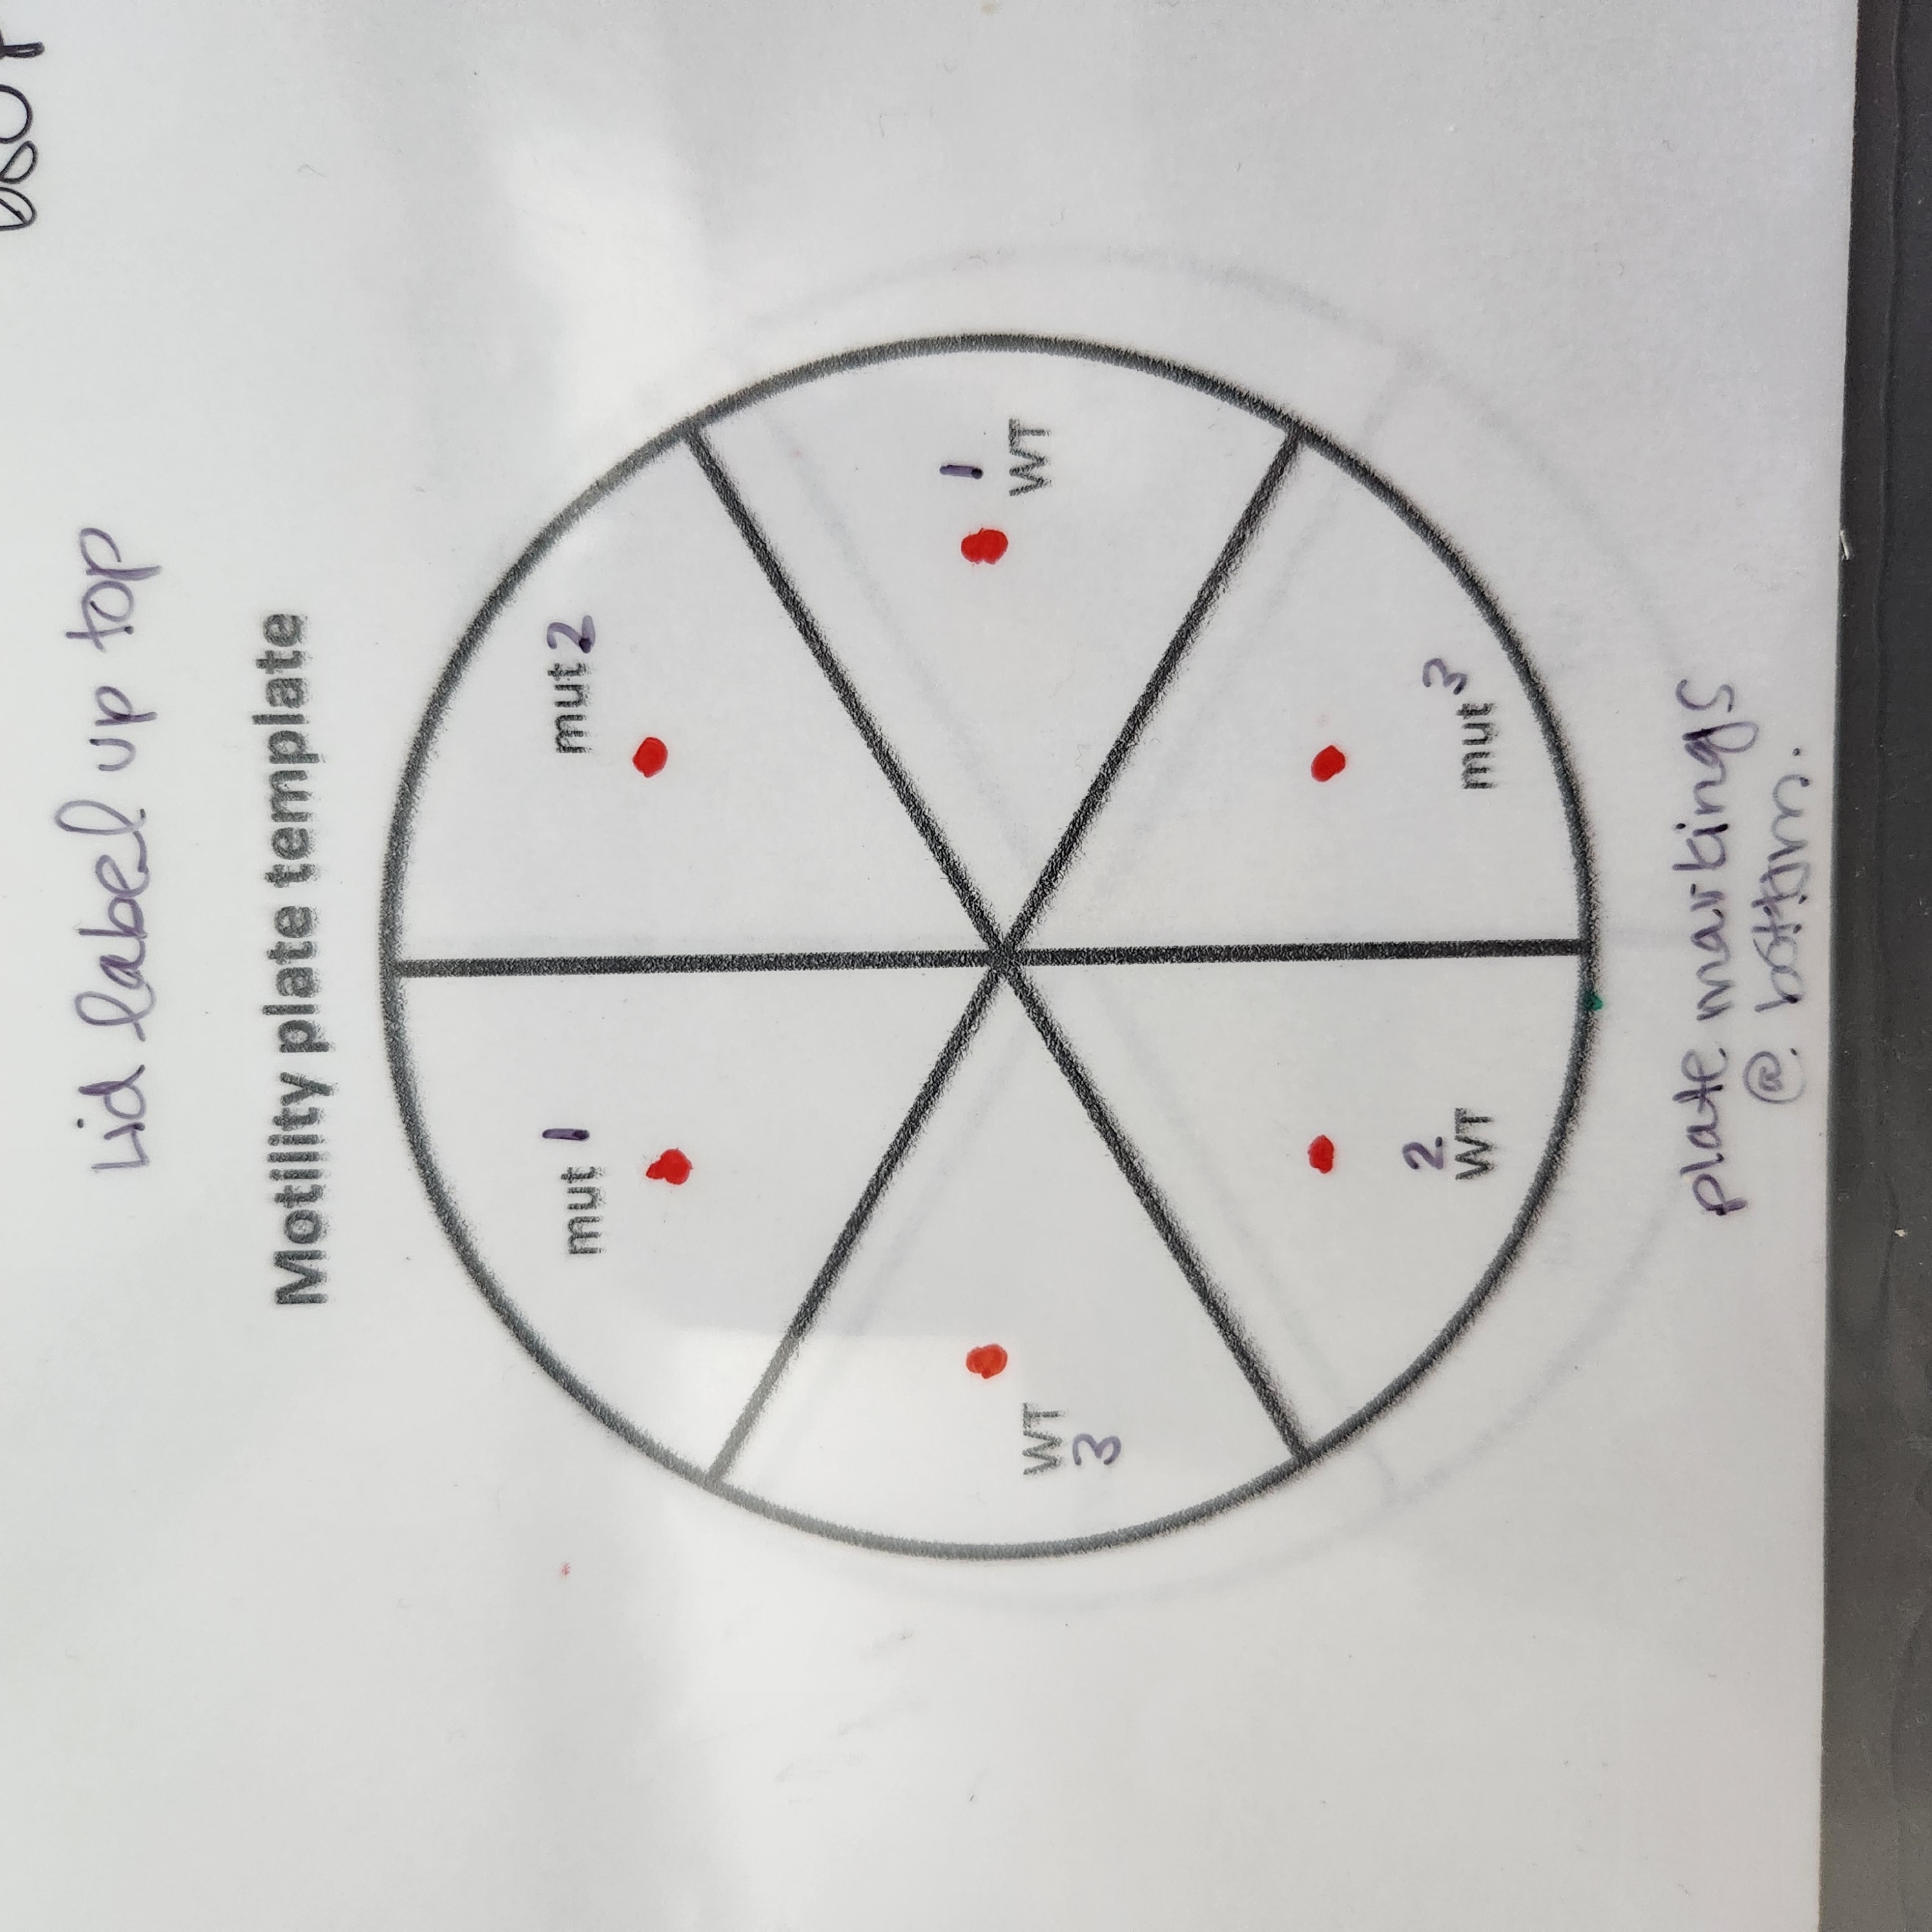 Lid label up top
Motility plate template
mut 1
mut 2
1
WT
WT
3
2
WT
mut 3
plate markings
@ bottom.